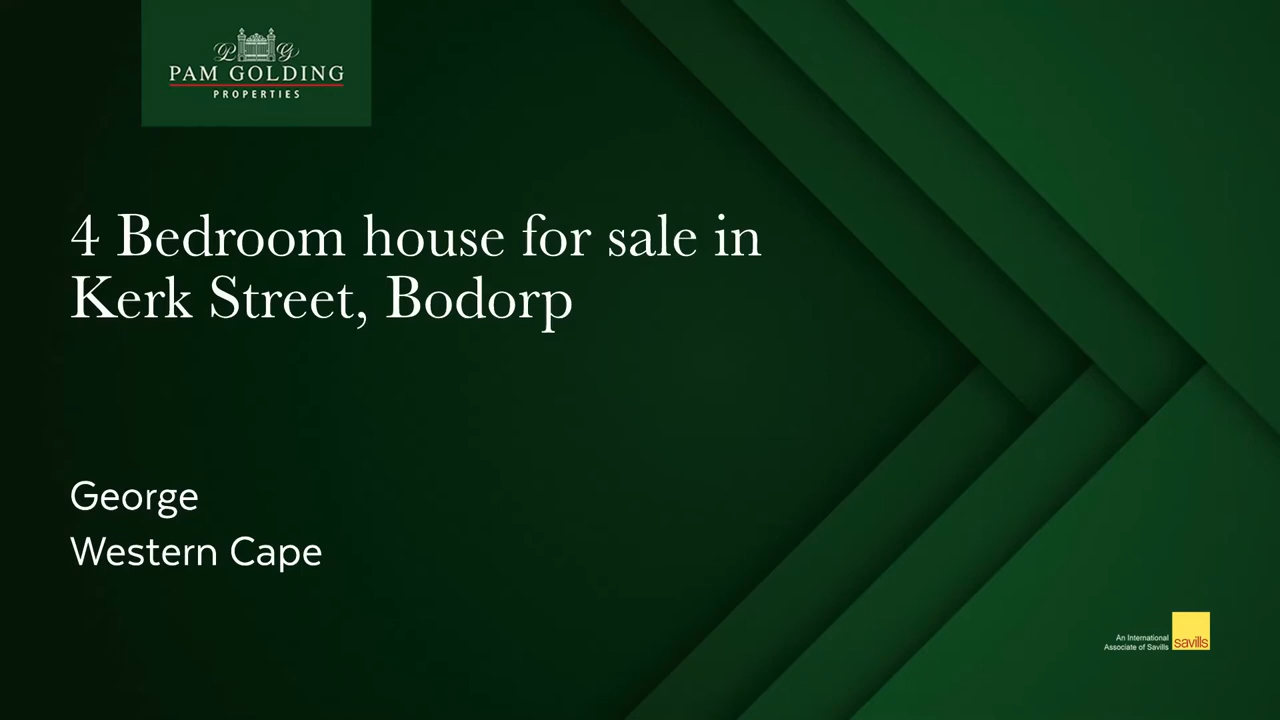 P G
PAM GOLDING
PROPERTIES
4 Bedroom house for sale in
Kerk Street, Bodorp
George
Western Cape
An International
Associate of Savills
savills